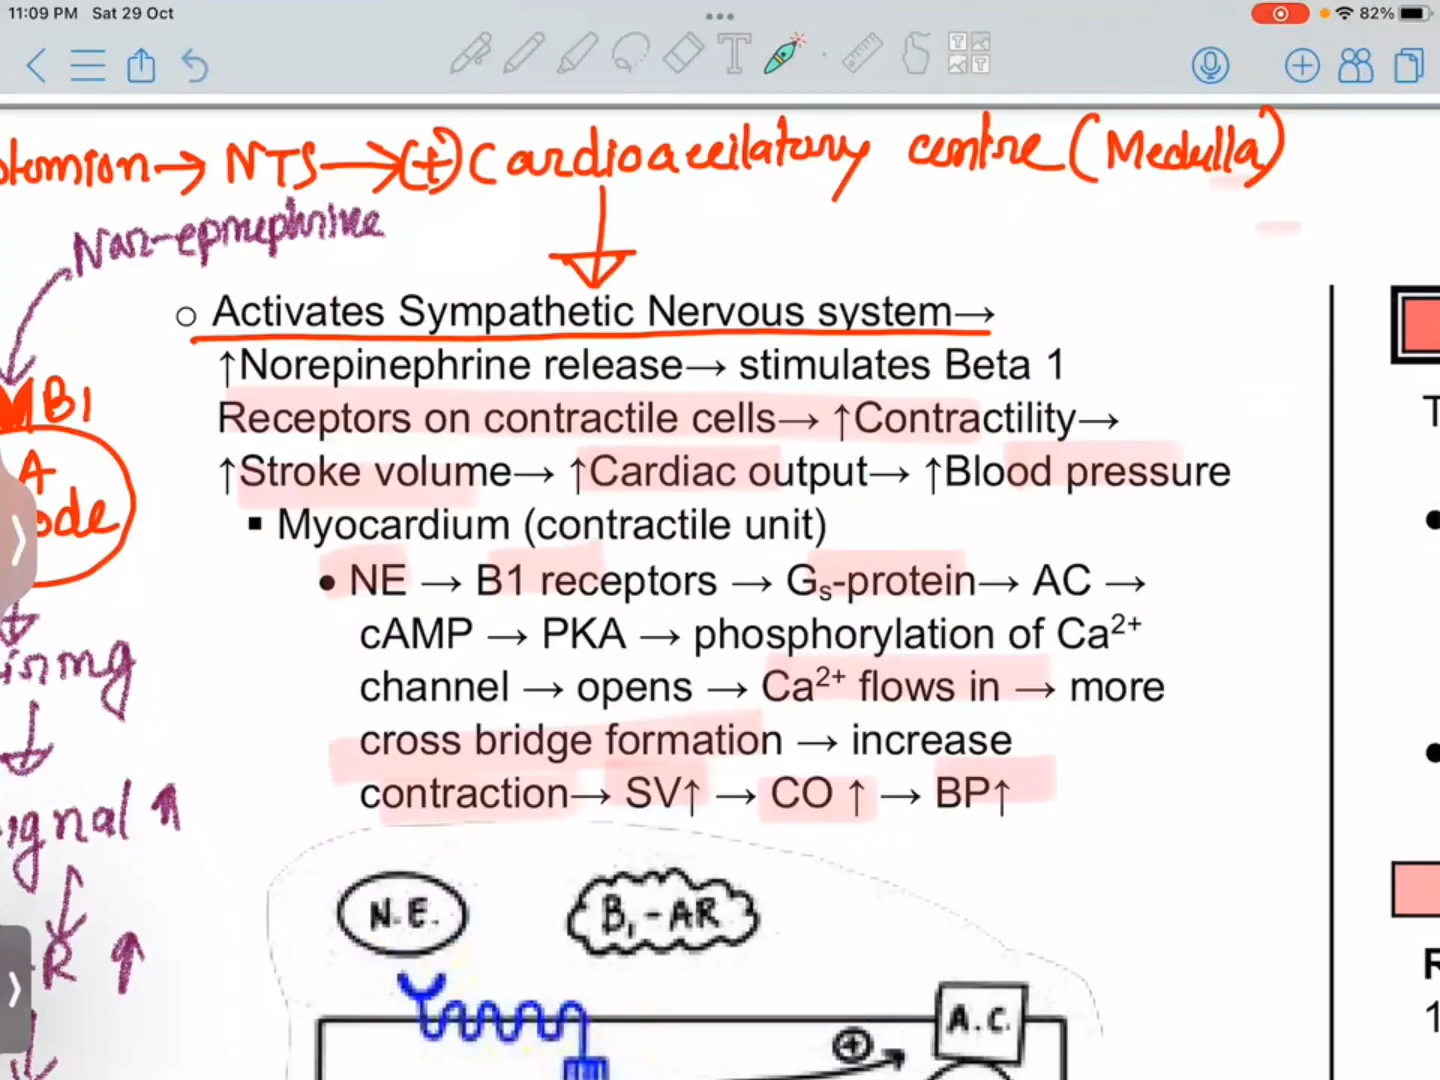 11:09 PM Sat 29 Oct
82%
→ NTS → (+) Cardioaccilatory centre (Medulla)
Nor-epinephrine
○ Activates Sympathetic Nervous system→
↑Norepinephrine release→ stimulates Beta 1
Receptors on contractile cells→ ↑Contractility→
↑Stroke volume→ ↑Cardiac output→ ↑Blood pressure
▪ Myocardium (contractile unit)
• NE → B1 receptors → Gs-protein→ AC →
cAMP → PKA → phosphorylation of Ca²⁺
channel → opens → Ca²⁺ flows in → more
cross bridge formation → increase
contraction→ SV↑ → CO ↑ → BP↑
B1
A
ode
ignal ↑
R ↑
N.E.
B₁-AR
A.C.
+
T
R
1